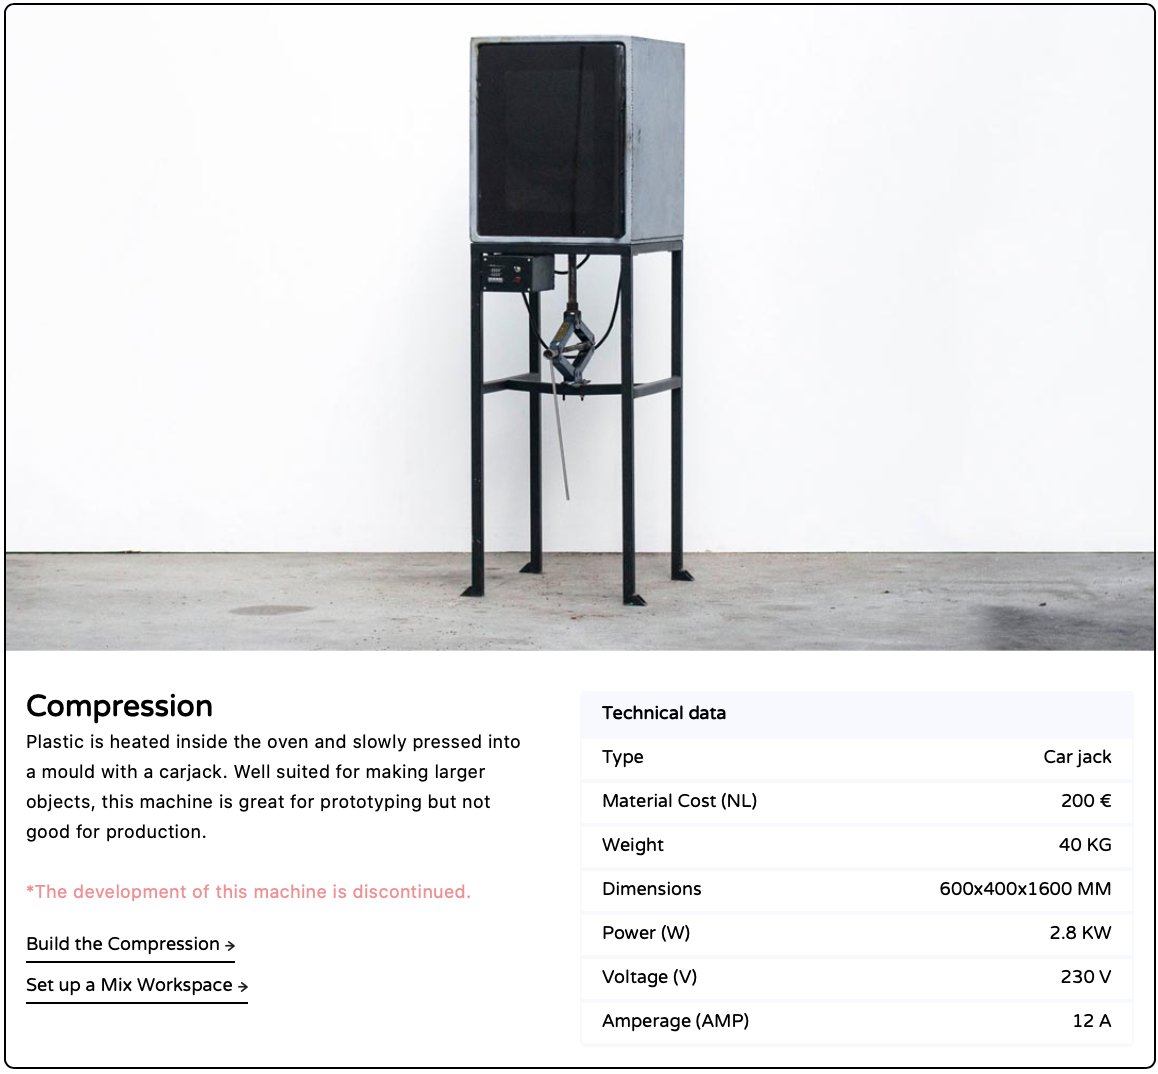 Compression
Plastic is heated inside the oven and slowly pressed into
a mould with a carjack. Well suited for making larger
objects, this machine is great for prototyping but not
good for production.
*The development of this machine is discontinued.
Build the Compression →
Set up a Mix Workspace →
Technical data
Type Car jack
Material Cost (NL) 200 €
Weight 40 KG
Dimensions 600x400x1600 MM
Power (W) 2.8 KW
Voltage (V) 230 V
Amperage (AMP) 12 A